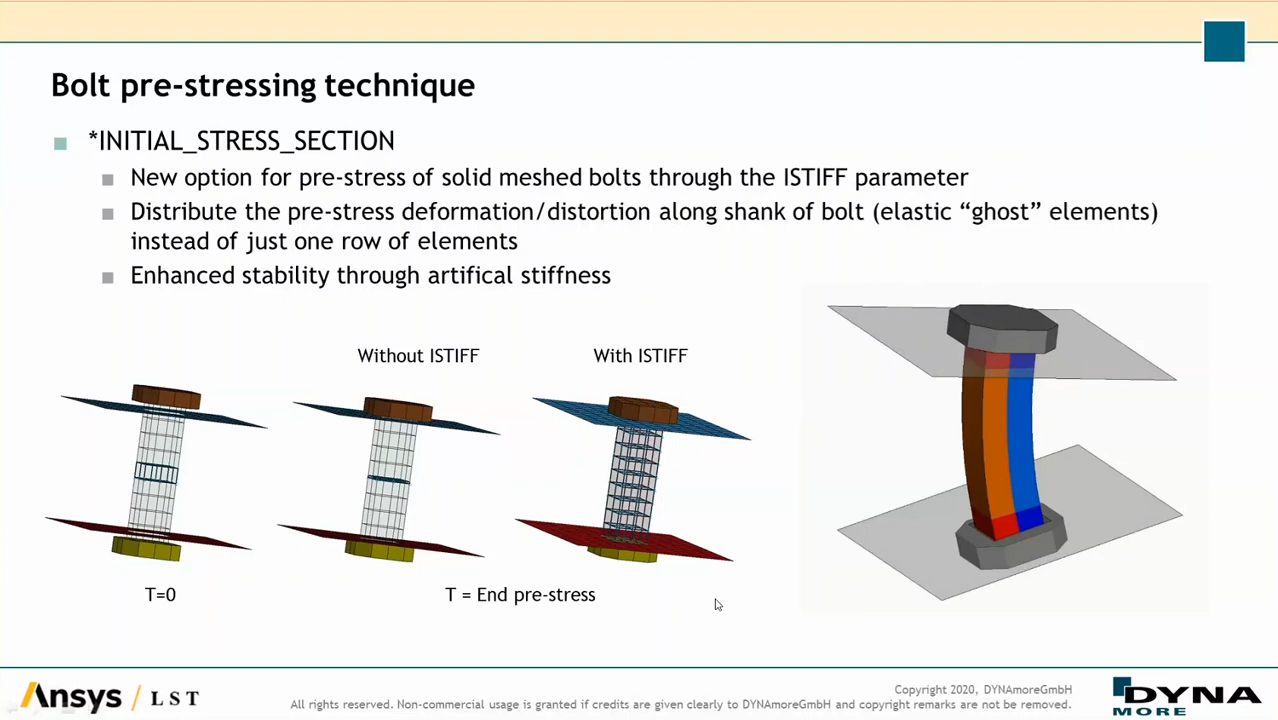 Bolt pre-stressing technique
*INITIAL_STRESS_SECTION
New option for pre-stress of solid meshed bolts through the ISTIFF parameter
Distribute the pre-stress deformation/distortion along shank of bolt (elastic “ghost” elements)
instead of just one row of elements
Enhanced stability through artifical stiffness
Without ISTIFF
With ISTIFF
T=0
T = End pre-stress
Ansys / LST
Copyright 2020, DYNAmoreGmbH
All rights reserved. Non-commercial usage is granted if credits are given clearly to DYNAmoreGmbH and copyright remarks are not be removed.
DYNA
MORE